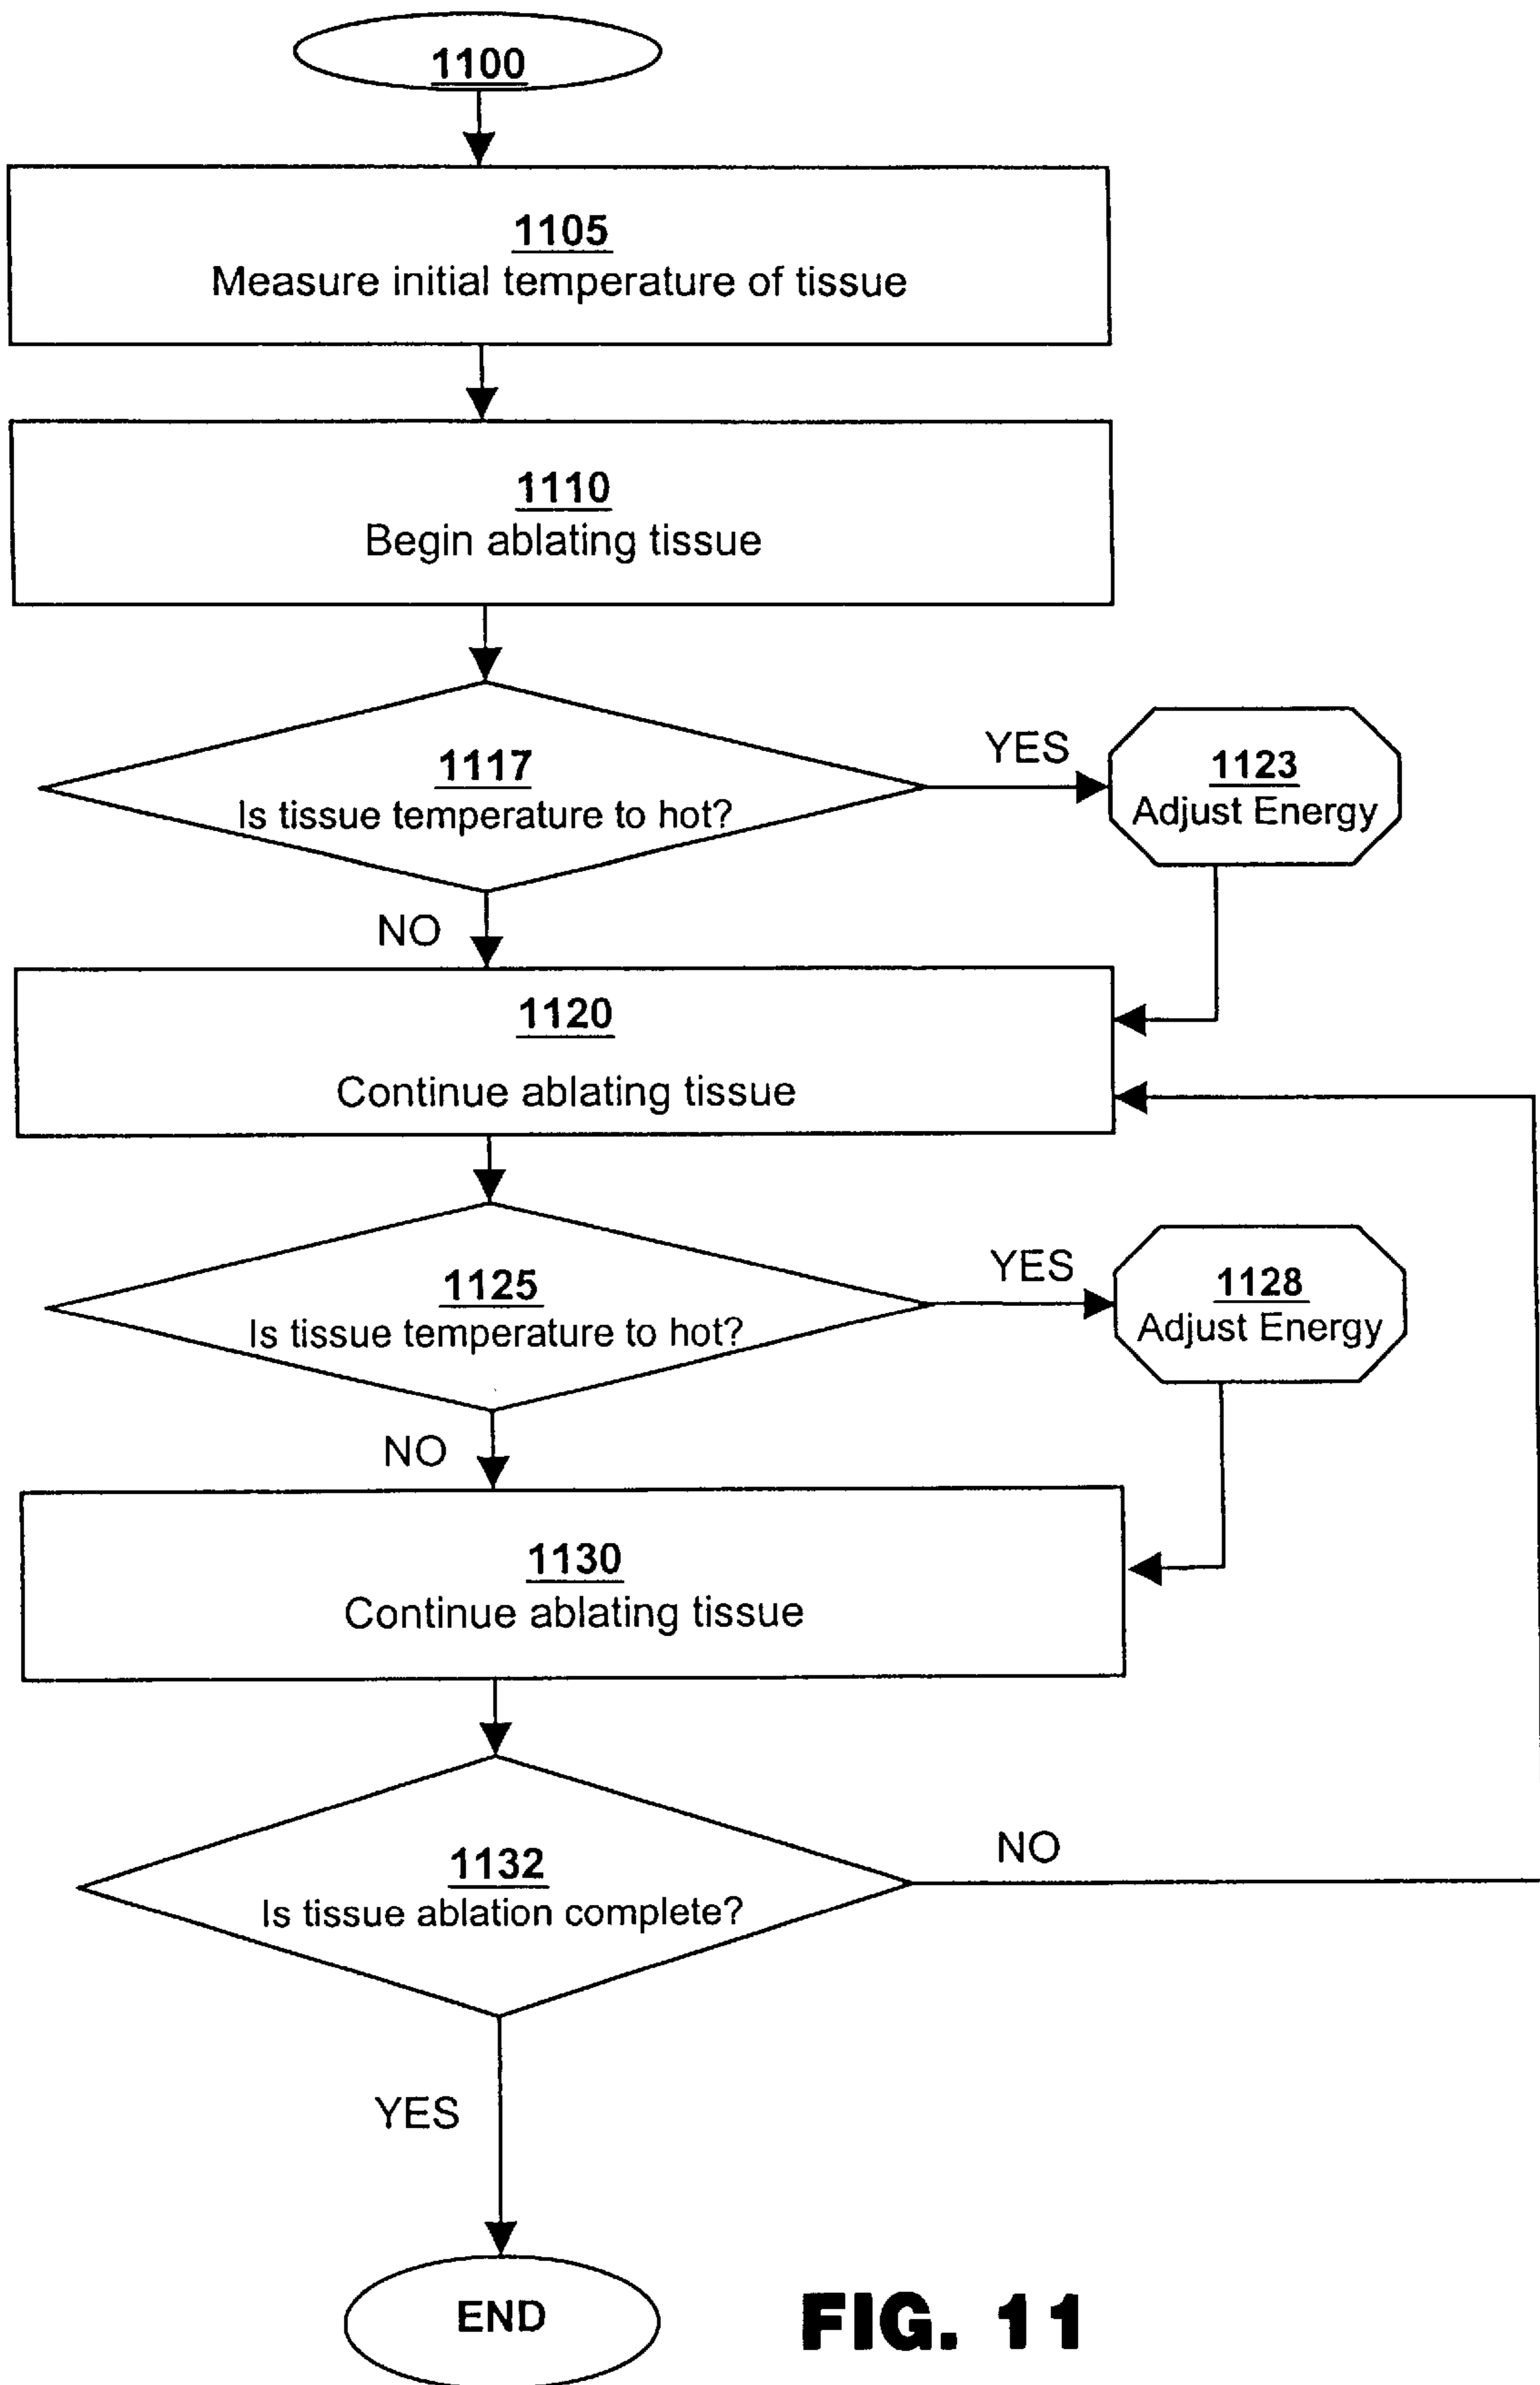 1100
1105
Measure initial temperature of tissue
1110
Begin ablating tissue
1117
Is tissue temperature to hot?
YES
1123
Adjust Energy
NO
1120
Continue ablating tissue
1125
Is tissue temperature to hot?
YES
1128
Adjust Energy
NO
1130
Continue ablating tissue
1132
Is tissue ablation complete?
NO
YES
END
FIG. 11